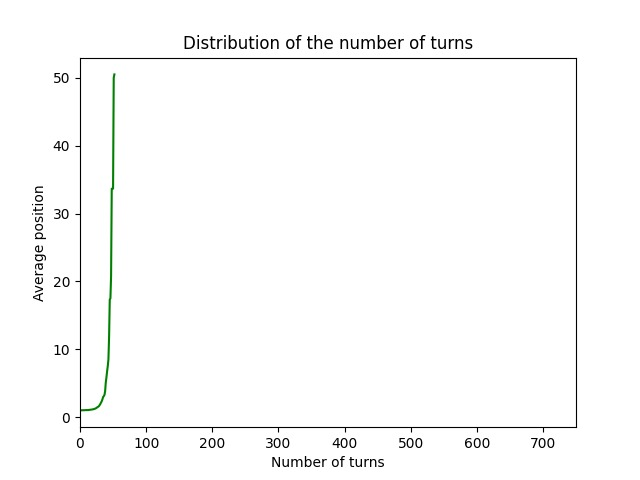 Distribution of the number of turns
50
40
30
20
10
0
Average position
0 100 200 300 400 500 600 700
Number of turns